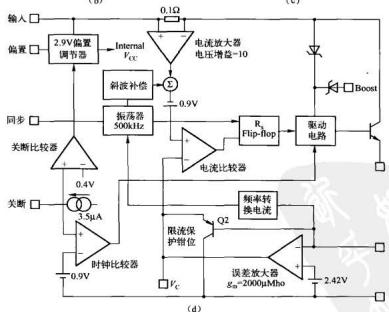 (b)
(c)
输入
偏置
同步
关断
0.1Ω
2.9V偏置
调节器
Internal
V_CC
电流放大器
电压增益=10
斜波补偿
Σ
0.9V
振荡器
500kHz
R_s
Flip-flop
驱动
电路
Boost
关断比较器
0.4V
电流比较器
3.5μA
频率转
换电流
限流保
护钳位
Q2
时钟比较器
0.9V
V_C
误差放大器
g_m=2000μMho
2.42V
(d)